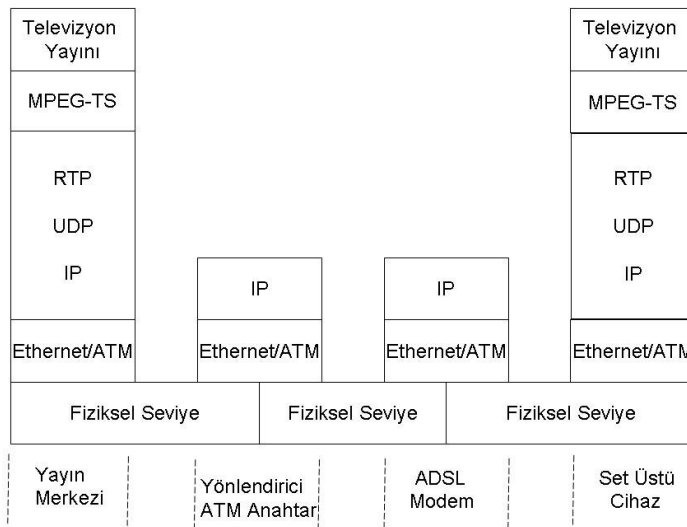 Televizyon
Yayını
MPEG-TS
RTP
UDP
IP
Ethernet/ATM
IP
Ethernet/ATM
IP
Ethernet/ATM
Televizyon
Yayını
MPEG-TS
RTP
UDP
IP
Ethernet/ATM
Fiziksel Seviye
Fiziksel Seviye
Fiziksel Seviye
Yayın
Merkezi
Yönlendirici
ATM Anahtar
ADSL
Modem
Set Üstü
Cihaz